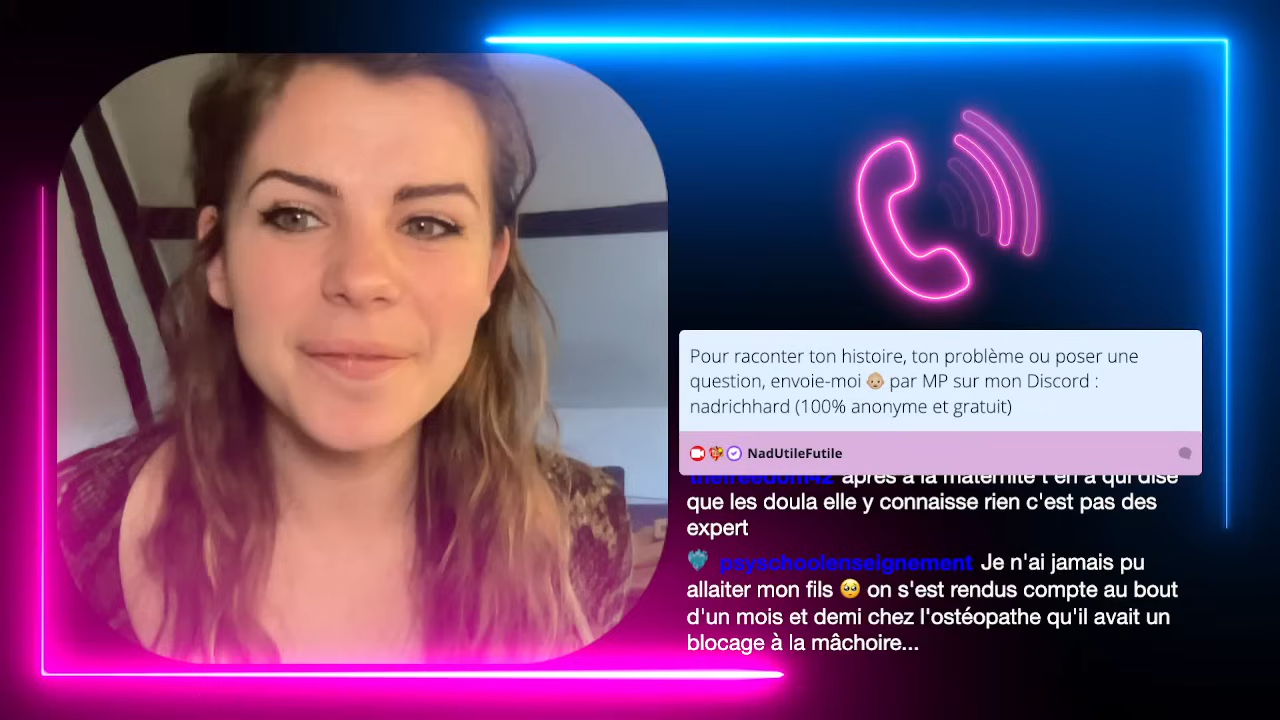 Pour raconter ton histoire, ton problème ou poser une
question, envoie-moi 👶🏼 par MP sur mon Discord :
nadrichhard (100% anonyme et gratuit)
NadUtileFutile
thefreedom42 après à la maternité t'en a qui dise
que les doula elle y connaisse rien c'est pas des
expert
psyschoolenseignement Je n'ai jamais pu
allaiter mon fils 🥺 on s'est rendus compte au bout
d'un mois et demi chez l'ostéopathe qu'il avait un
blocage à la mâchoire...